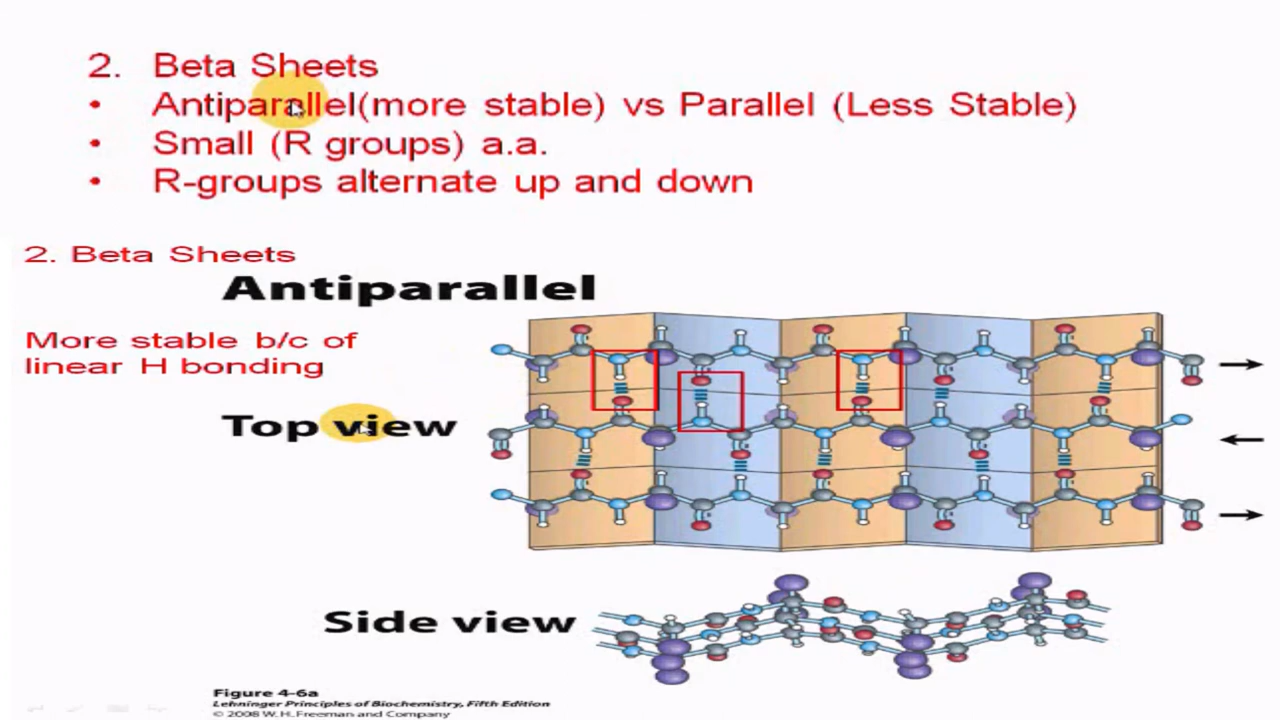 2. Beta Sheets
• Antiparallel(more stable) vs Parallel (Less Stable)
• Small (R groups) a.a.
• R-groups alternate up and down
2. Beta Sheets
Antiparallel
More stable b/c of
linear H bonding
Top view
Side view
Figure 4-6a
Lehninger Principles of Biochemistry, Fifth Edition
© 2008 W. H. Freeman and Company